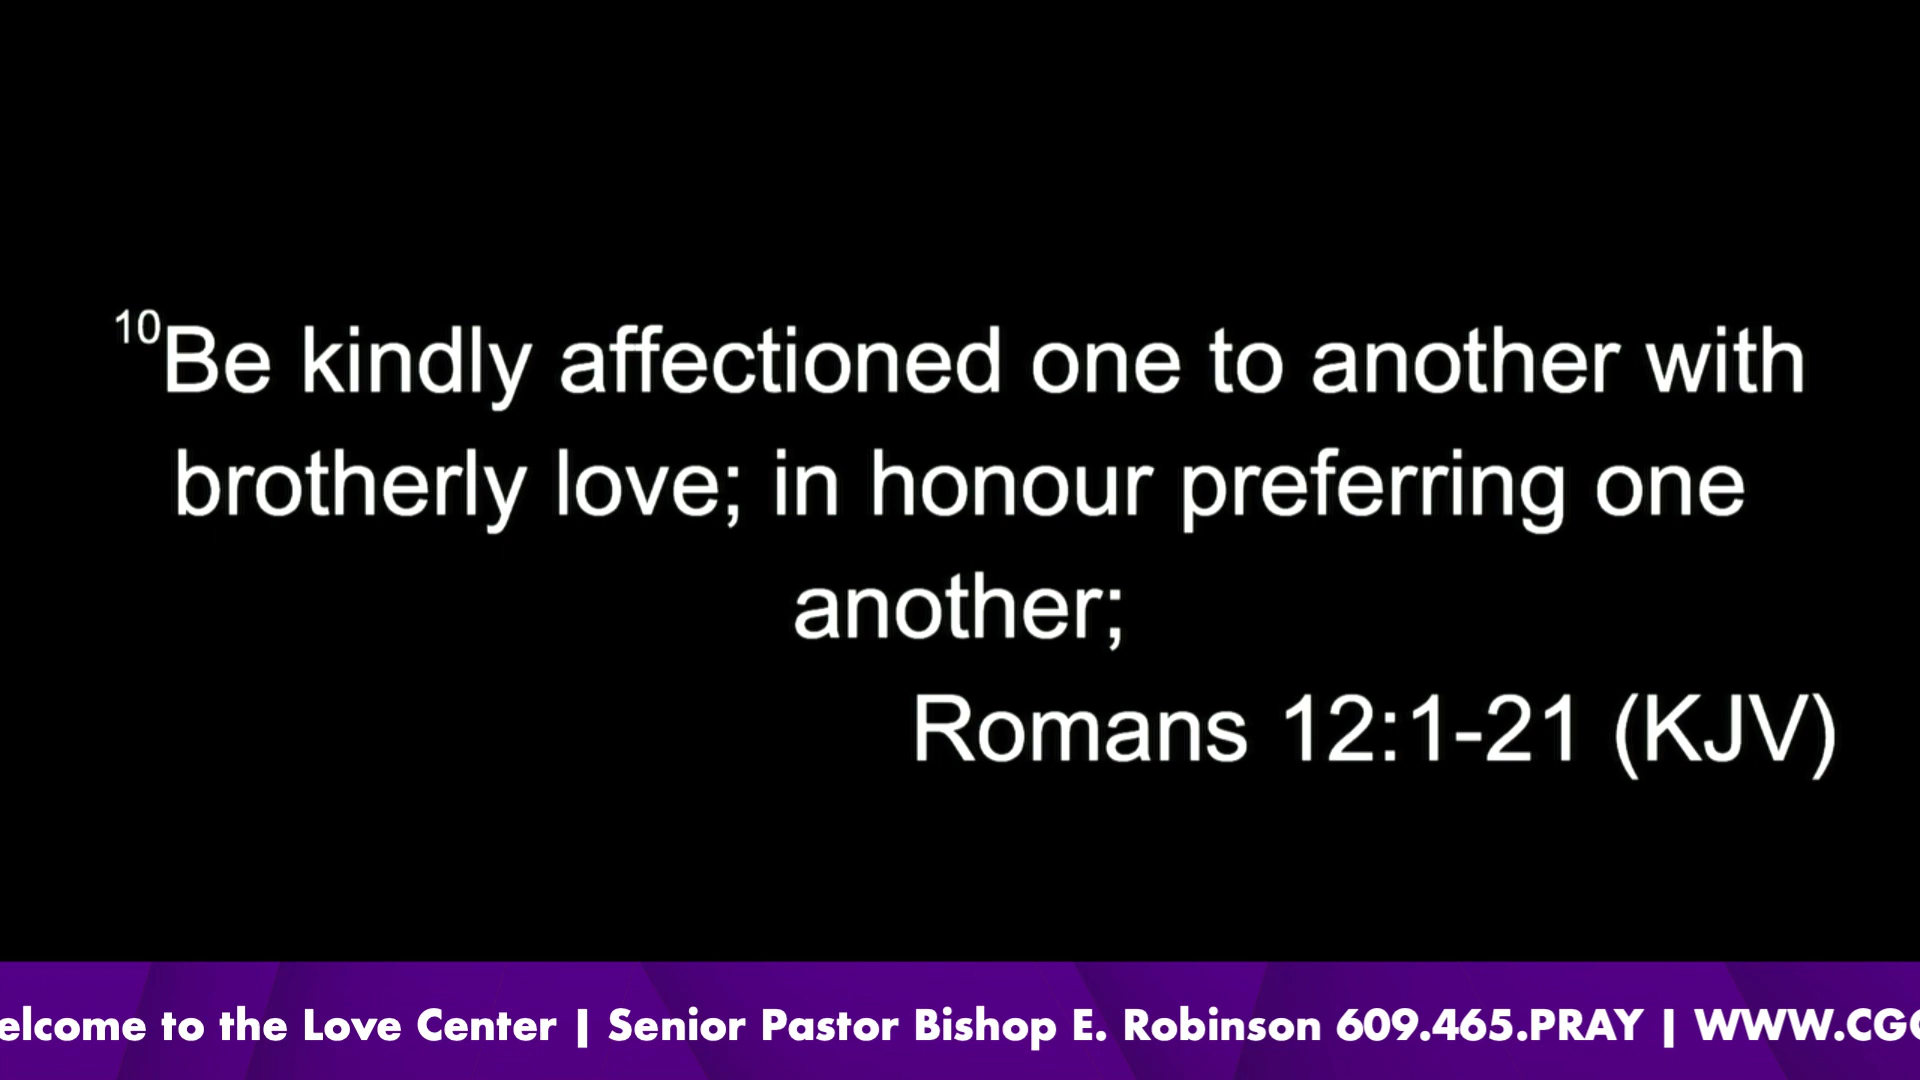 10Be kindly affectioned one to another with
brotherly love; in honour preferring one
another;
Romans 12:1-21 (KJV)
elcome to the Love Center | Senior Pastor Bishop E. Robinson 609.465.PRAY | WWW.CG